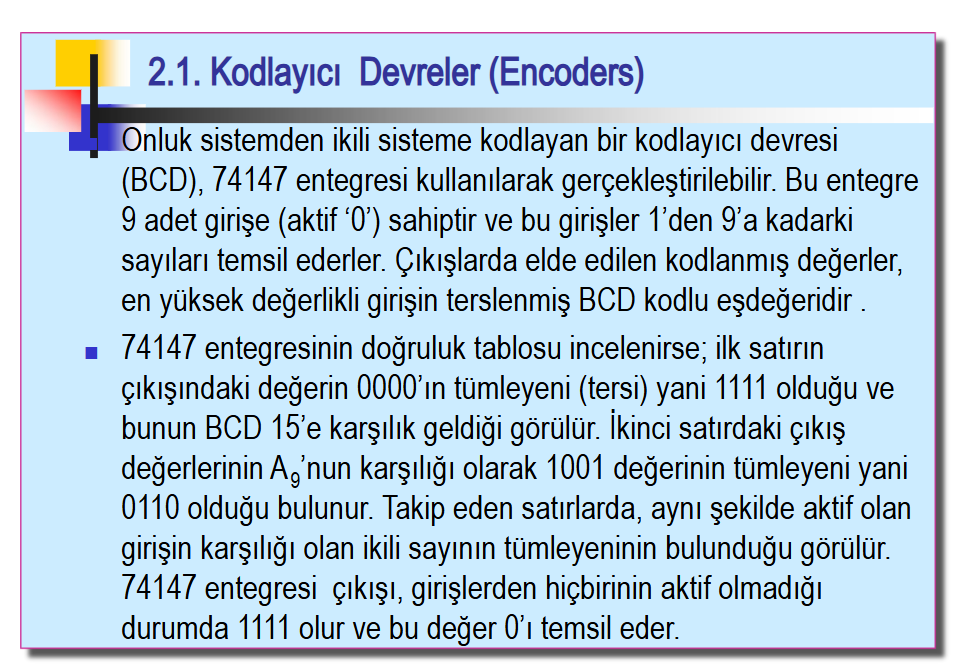 2.1. Kodlayıcı Devreler (Encoders)
Onluk sistemden ikili sisteme kodlayan bir kodlayıcı devresi
(BCD), 74147 entegresi kullanılarak gerçekleştirilebilir. Bu entegre
9 adet girişe (aktif ‘0’) sahiptir ve bu girişler 1’den 9’a kadarki
sayıları temsil ederler. Çıkışlarda elde edilen kodlanmış değerler,
en yüksek değerlikli girişin terslenmiş BCD kodlu eşdeğeridir .
74147 entegresinin doğruluk tablosu incelenirse; ilk satırın
çıkışındaki değerin 0000’ın tümleyeni (tersi) yani 1111 olduğu ve
bunun BCD 15’e karşılık geldiği görülür. İkinci satırdaki çıkış
değerlerinin A₉’nun karşılığı olarak 1001 değerinin tümleyeni yani
0110 olduğu bulunur. Takip eden satırlarda, aynı şekilde aktif olan
girişin karşılığı olan ikili sayının tümleyeninin bulunduğu görülür.
74147 entegresi çıkışı, girişlerden hiçbirinin aktif olmadığı
durumda 1111 olur ve bu değer 0’ı temsil eder.